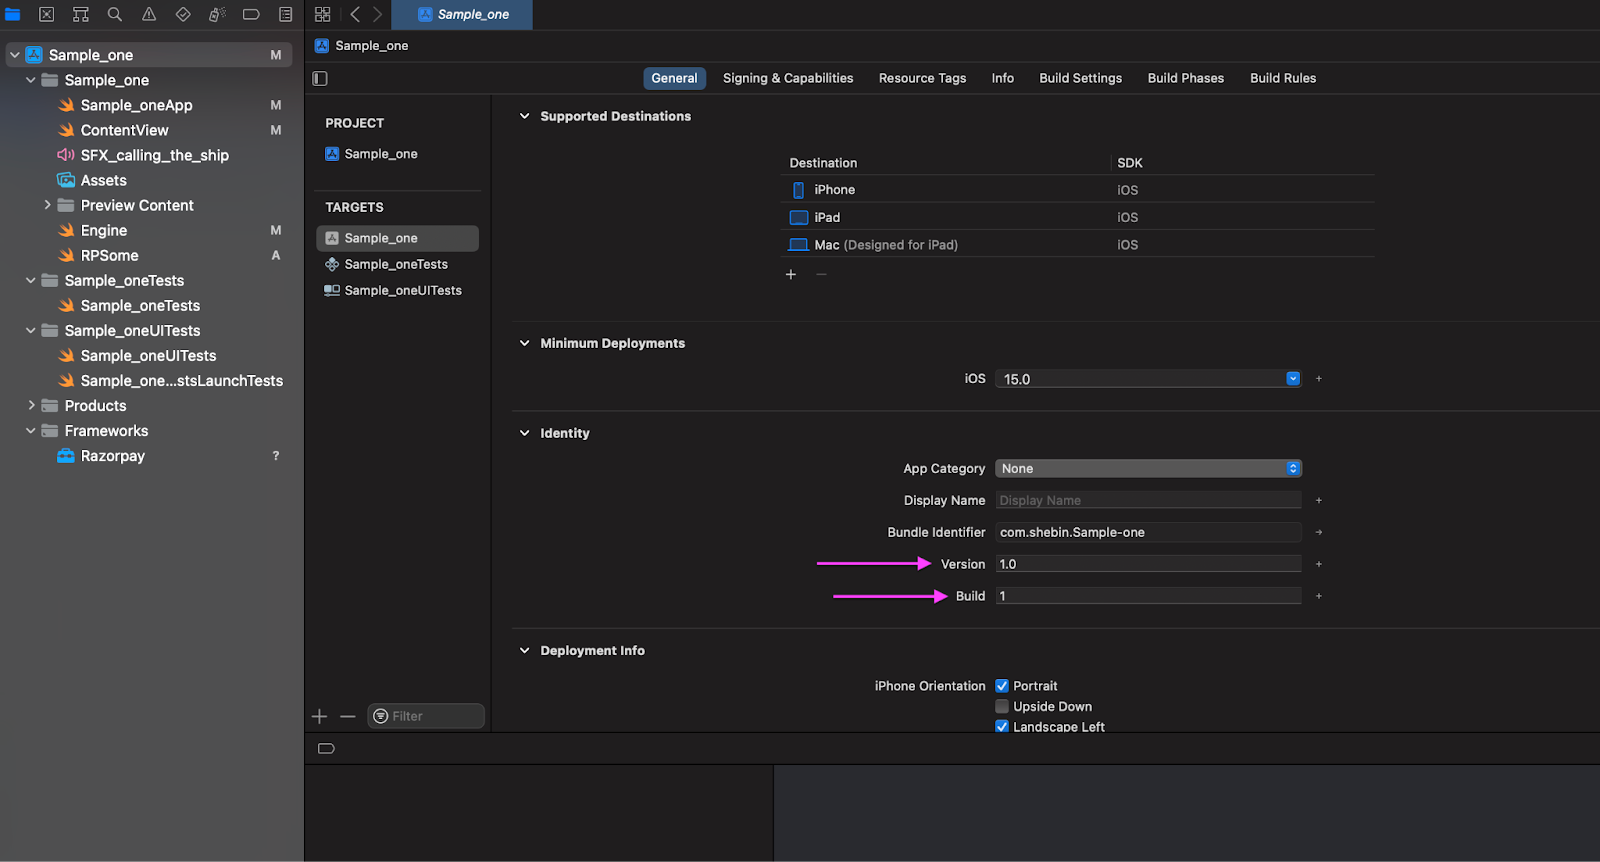 Sample_one
Sample_one M
Sample_one
Sample_oneApp M
ContentView M
SFX_calling_the_ship
Assets
Preview Content
Engine M
RPSome A
Sample_oneTests
Sample_oneTests
Sample_oneUITests
Sample_oneUITests
Sample_one...stsLaunchTests
Products
Frameworks
Razorpay ?
Sample_one
General Signing & Capabilities Resource Tags Info Build Settings Build Phases Build Rules
PROJECT
Sample_one
TARGETS
Sample_one
Sample_oneTests
Sample_oneUITests
Filter
Supported Destinations
Destination SDK
iPhone iOS
iPad iOS
Mac (Designed for iPad) iOS
Minimum Deployments
iOS 15.0
Identity
App Category None
Display Name Display Name
Bundle Identifier com.shebin.Sample-one
Version 1.0
Build 1
Deployment Info
iPhone Orientation Portrait
Upside Down
Landscape Left